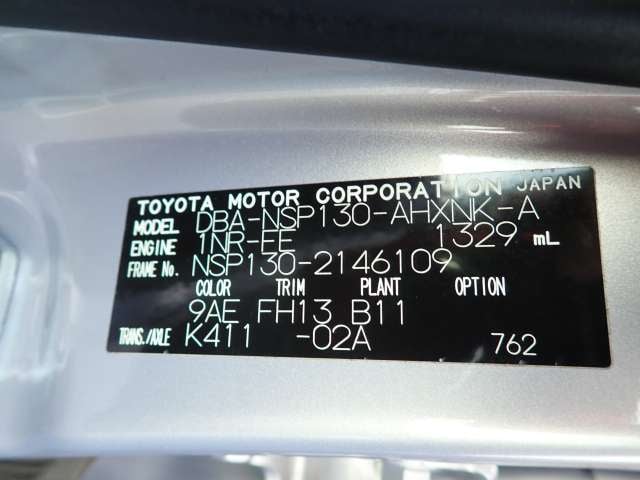 TOYOTA MOTOR CORPORATION JAPAN
MODEL DBA-NSP130-AHXNK-A
ENGINE 1NR-FE 1329 mL
FRAME No. NSP130-2146109
COLOR TRIM PLANT OPTION
9AE FH13 B11
TRANS./AXLE K411 -02A 762